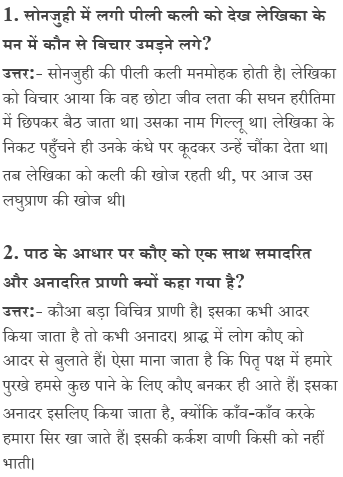 1. सोनजुही में लगी पीली कली को देख लेखिका के
मन में कौन से विचार उमड़ने लगे?
उत्तर:- सोनजुही की पीली कली मनमोहक होती है। लेखिका
को विचार आया कि वह छोटा जीव लता की सघन हरीतिमा
में छिपकर बैठ जाता था। उसका नाम गिल्लू था। लेखिका के
निकट पहुँचने ही उनके कंधे पर कूदकर उन्हें चौंका देता था।
तब लेखिका को कली की खोज रहती थी, पर आज उस
लघुप्राण की खोज थी।
2. पाठ के आधार पर कौए को एक साथ समादरित
और अनादरित प्राणी क्यों कहा गया है?
उत्तर:- कौआ बड़ा विचित्र प्राणी है। इसका कभी आदर
किया जाता है तो कभी अनादर। श्राद्ध में लोग कौए को
आदर से बुलाते हैं। ऐसा माना जाता है कि पितृ पक्ष में हमारे
पुरखे हमसे कुछ पाने के लिए कौए बनकर ही आते हैं। इसका
अनादर इसलिए किया जाता है, क्योंकि काँव-काँव करके
हमारा सिर खा जाते हैं। इसकी कर्कश वाणी किसी को नहीं
भाती।